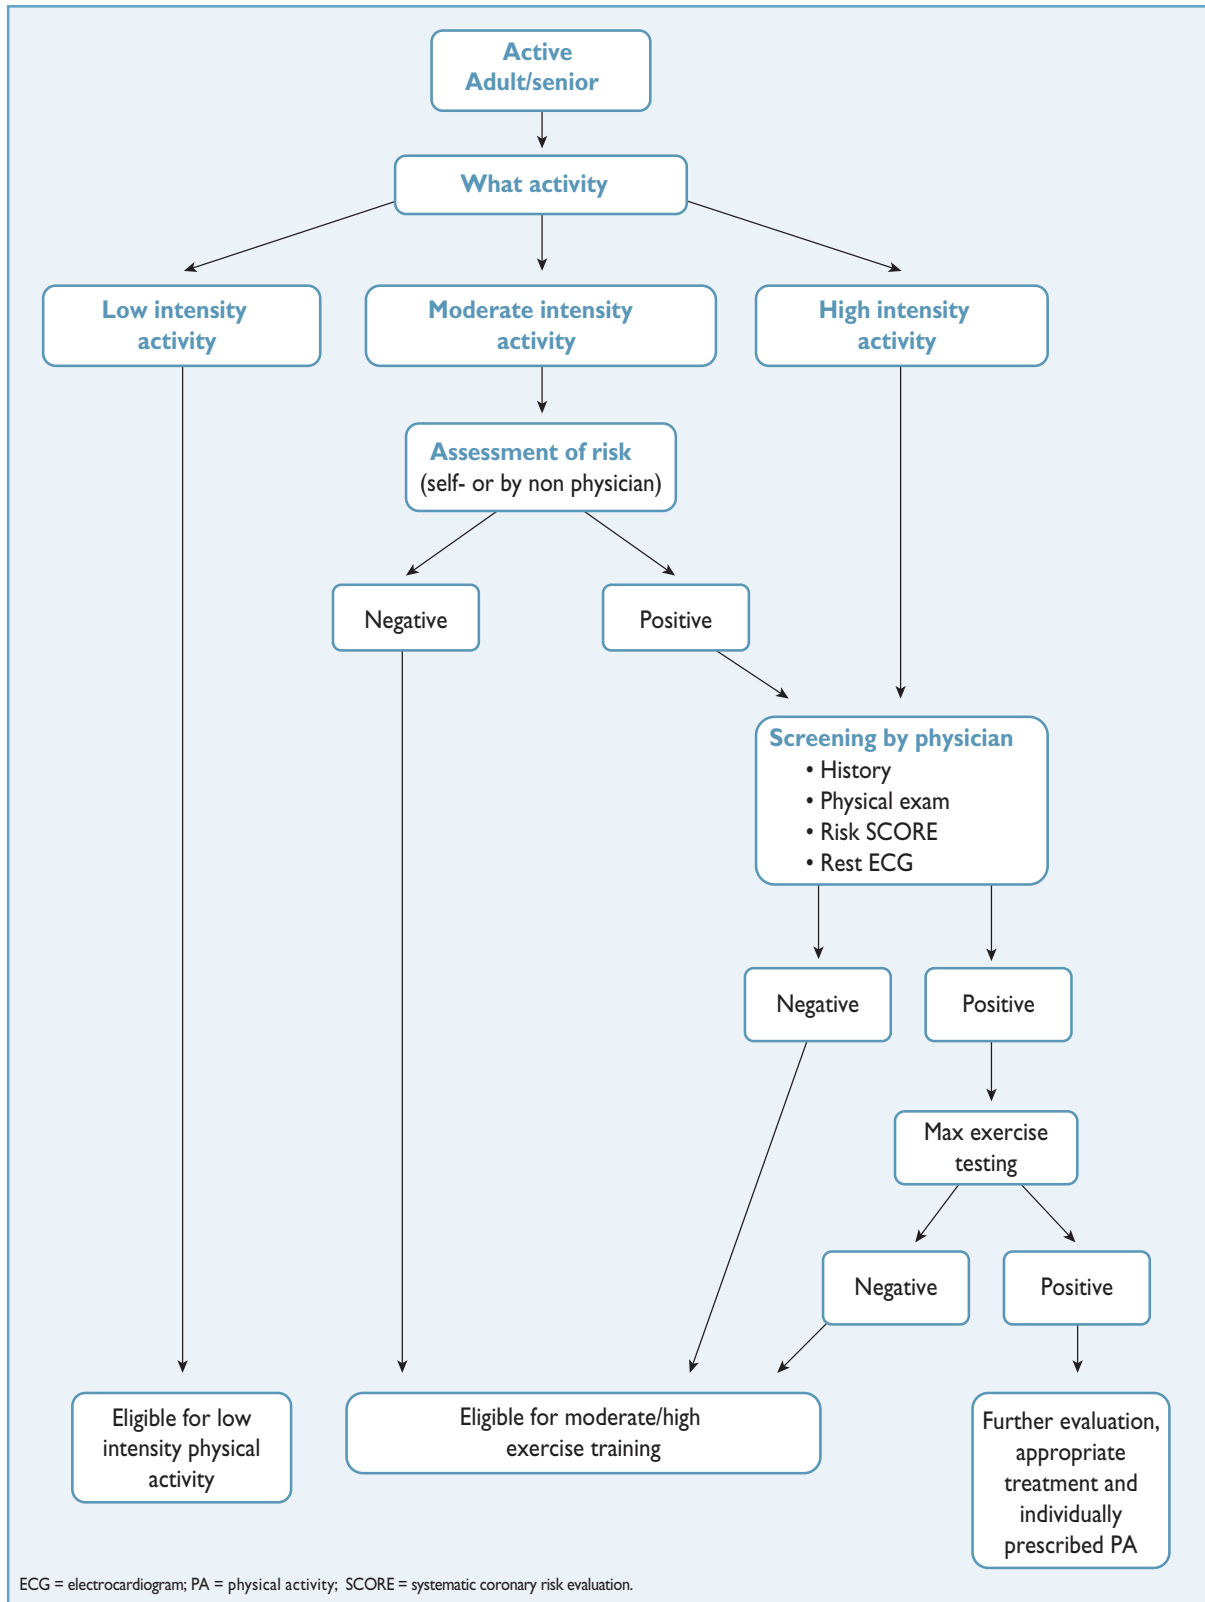 Active
Adult/senior
What activity
Low intensity
activity
Moderate intensity
activity
High intensity
activity
Assessment of risk
(self- or by non physician)
Negative
Positive
Screening by physician
• History
• Physical exam
• Risk SCORE
• Rest ECG
Negative
Positive
Max exercise
testing
Negative
Positive
Eligible for low
intensity physical
activity
Eligible for moderate/high
exercise training
Further evaluation,
appropriate
treatment and
individually
prescribed PA
ECG = electrocardiogram; PA = physical activity; SCORE = systematic coronary risk evaluation.